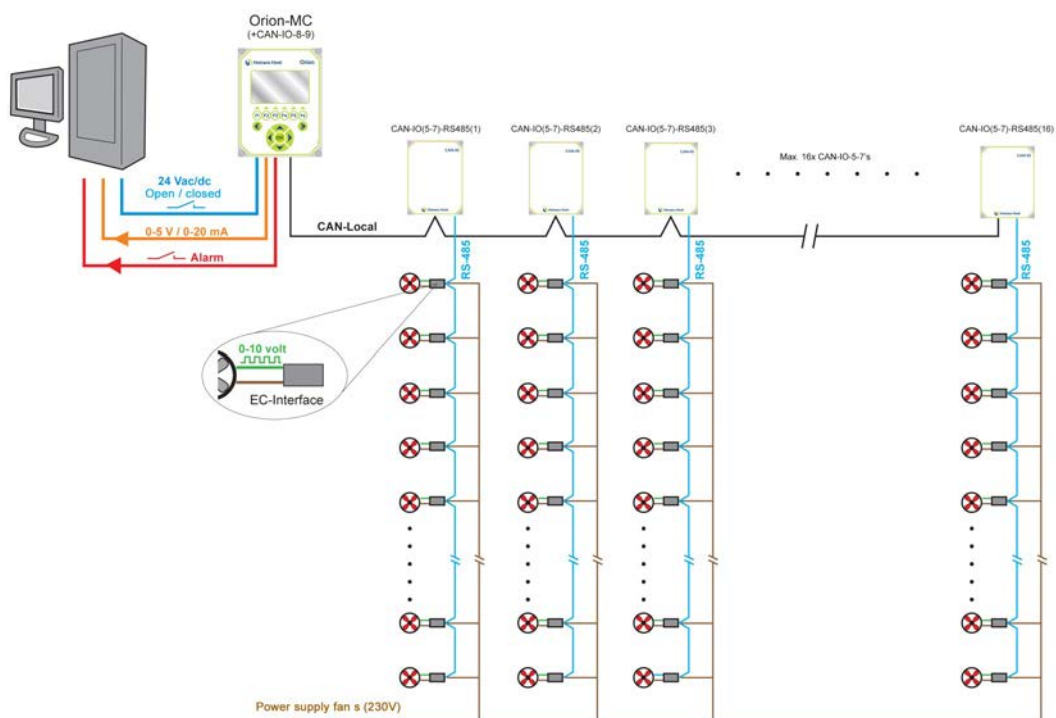 Orion-MC
(+CAN-IO-8-9)
Orion
CAN-IO(5-7)-RS485(1)
CAN-IO(5-7)-RS485(2)
CAN-IO(5-7)-RS485(3)
CAN-IO(5-7)-RS485(16)
Max. 16x CAN-IO-5-7's
24 Vac/dc
Open / closed
0-5 V / 0-20 mA
Alarm
CAN-Local
RS-485
RS-485
RS-485
RS-485
0-10 volt
EC-Interface
Power supply fan s (230V)